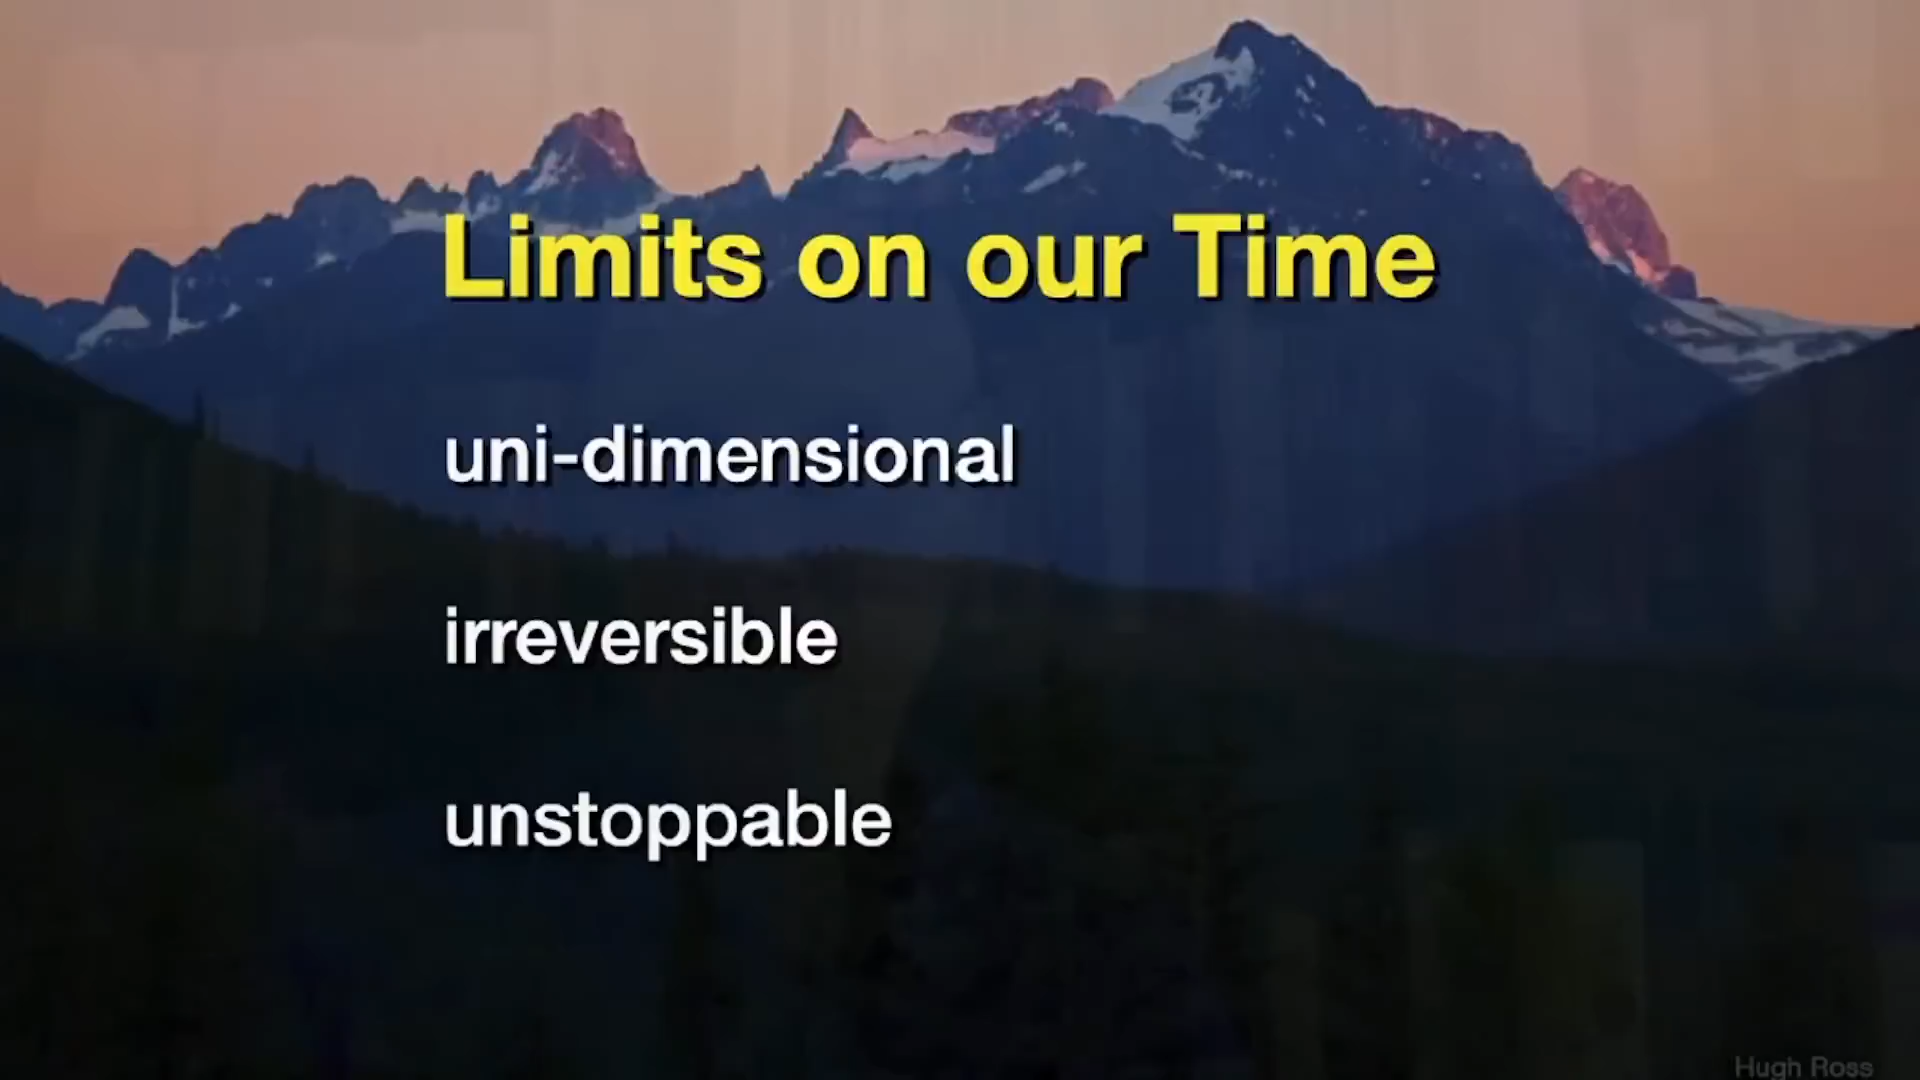 Limits on our Time
uni-dimensional
irreversible
unstoppable
Hugh Ross